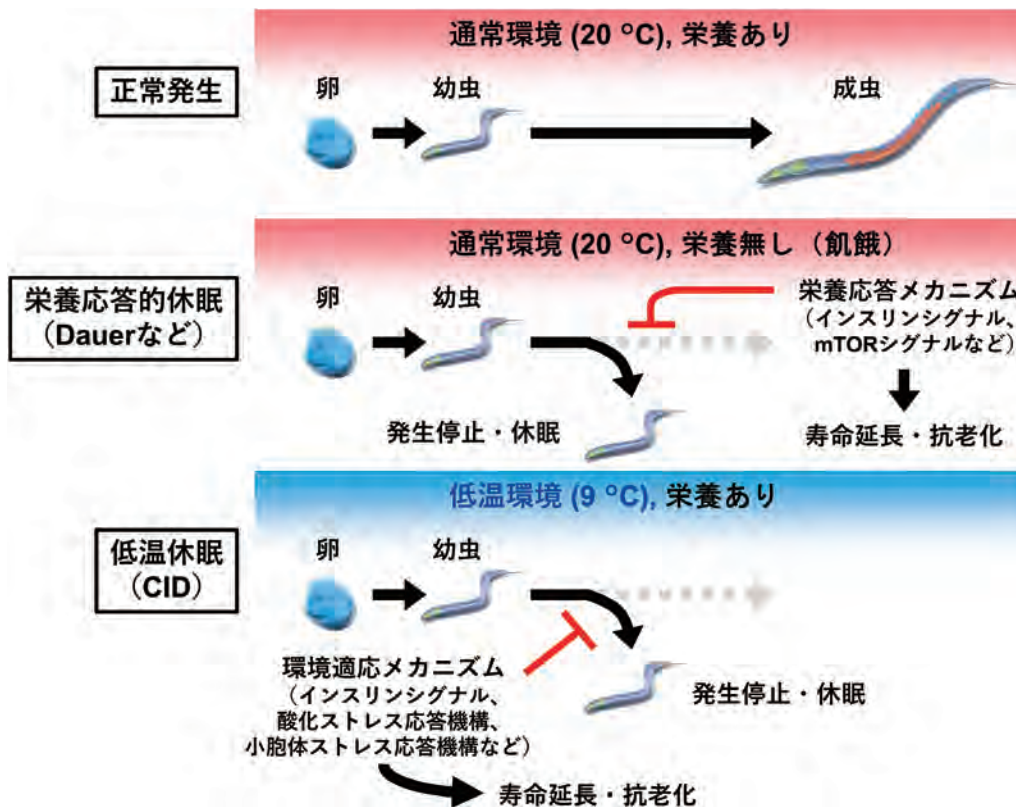 通常環境 (20 °C), 栄養あり
正常発生
卵
幼虫
成虫
通常環境 (20 °C), 栄養無し（飢餓）
栄養応答的休眠
（Dauerなど）
卵
幼虫
栄養応答メカニズム
（インスリンシグナル、
mTORシグナルなど）
発生停止・休眠
寿命延長・抗老化
低温環境 (9 °C), 栄養あり
低温休眠
（CID）
卵
幼虫
環境適応メカニズム
（インスリンシグナル、
酸化ストレス応答機構、
小胞体ストレス応答機構など）
発生停止・休眠
寿命延長・抗老化